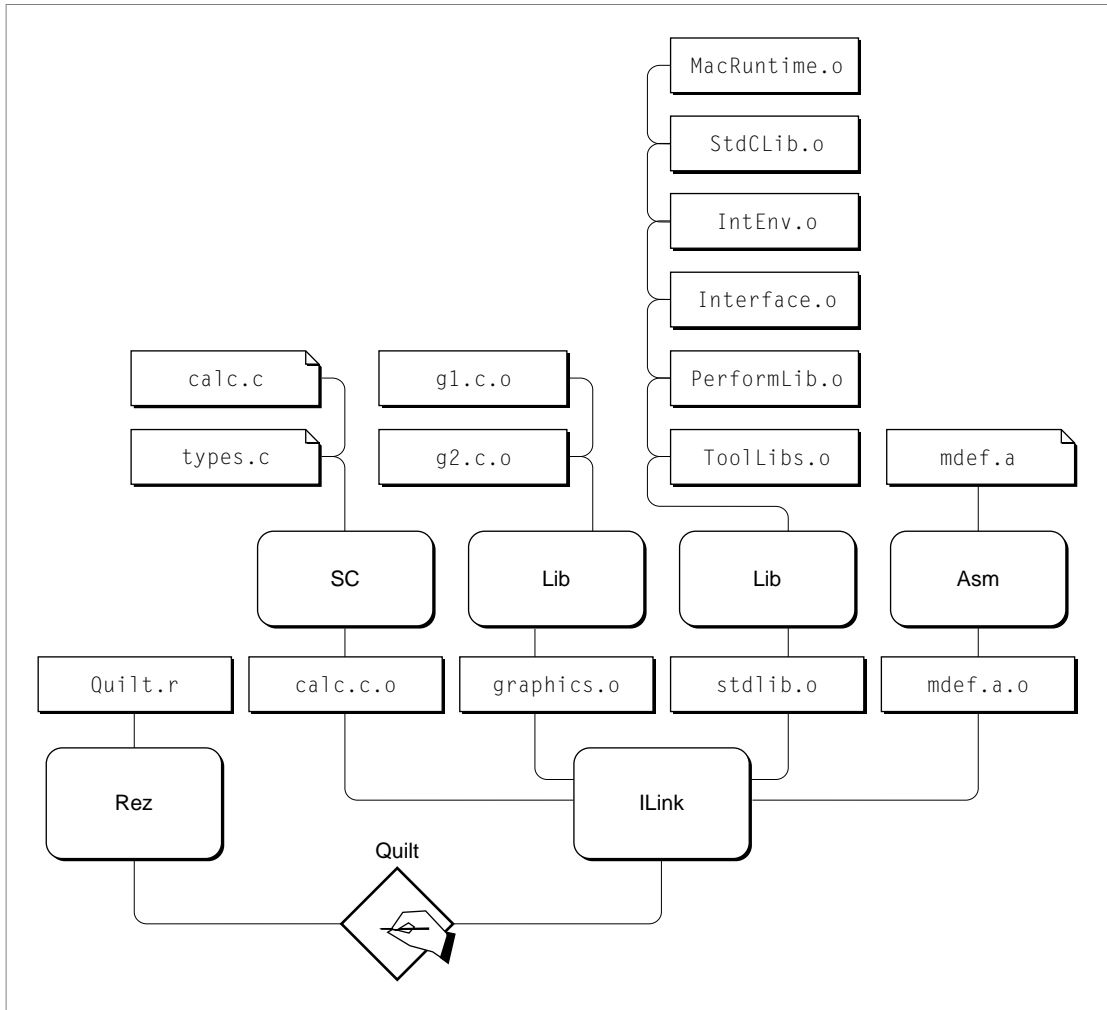 MacRuntime.o
StdCLib.o
IntEnv.o
Interface.o
calc.c
g1.c.o
PerformLib.o
types.c
g2.c.o
ToolLibs.o
mdef.a
SC
Lib
Lib
Asm
Quilt.r
calc.c.o
graphics.o
stdlib.o
mdef.a.o
Rez
ILink
Quilt